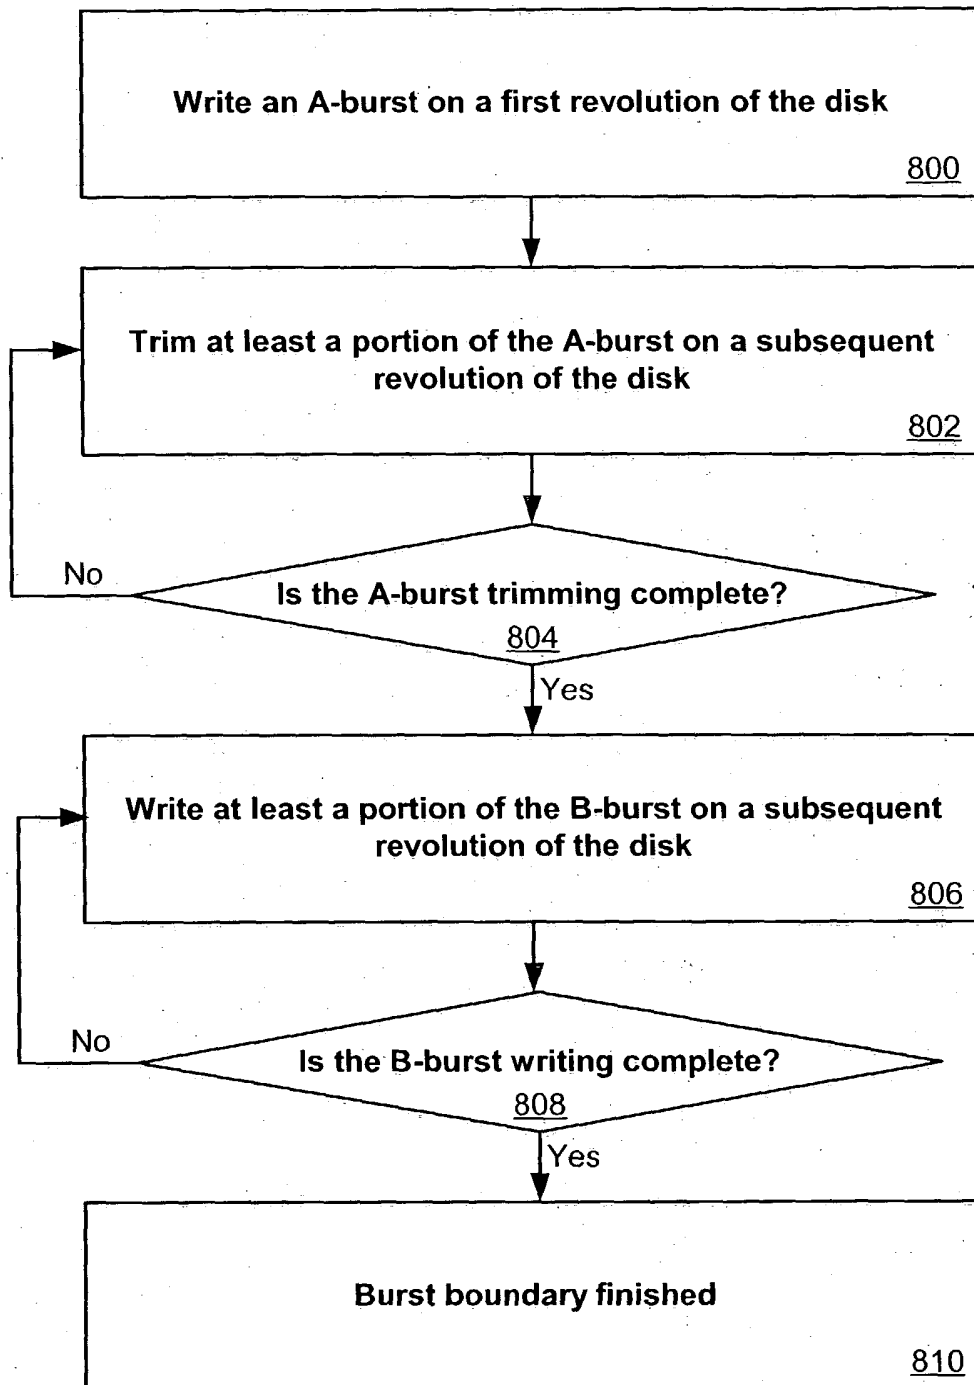 Write an A-burst on a first revolution of the disk
800
Trim at least a portion of the A-burst on a subsequent
revolution of the disk
802
Is the A-burst trimming complete?
804
No
Yes
Write at least a portion of the B-burst on a subsequent
revolution of the disk
806
Is the B-burst writing complete?
808
No
Yes
Burst boundary finished
810